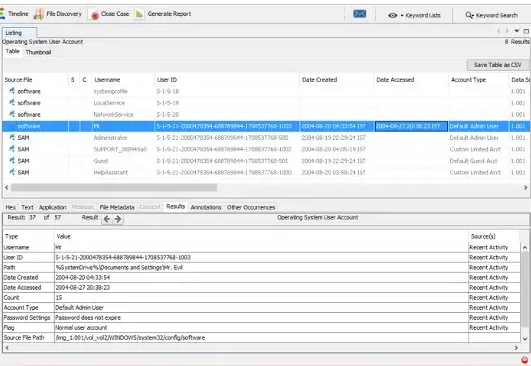 Timeline File Discovery Close Case Generate Report Keyword Lists Keyword Search
Listing
Operating System User Account 8 Results
Table Thumbnail
Save Table as CSV
Source File S C Username User ID Date Created Date Accessed Account Type Data S
software systemprofile S-1-5-18 1.001
software LocalService S-1-5-19 1.001
software NetworkService S-1-5-20 1.001
software Mr S-1-5-21-2000478354-688789844-1708537768-1003 2004-08-20 04:33:54 IST 2004-08-27 20:38:23 IST Default Admin User 1.001
SAM Administrator S-1-5-21-2000478354-688789844-1708537768-500 2004-08-19 22:29:24 IST Default Admin User 1.001
SAM SUPPORT_388945a0 S-1-5-21-2000478354-688789844-1708537768-1002 2004-08-20 04:05:19 IST Custom Limited Acct 1.001
SAM Guest S-1-5-21-2000478354-688789844-1708537768-501 2004-08-19 22:29:24 IST Default Guest Acct 1.001
SAM HelpAssistant S-1-5-21-2000478354-688789844-1708537768-1000 2004-08-20 03:58:24 IST Custom Limited Acct 1.001
Hex Text Application Message File Metadata Context Results Annotations Other Occurrences
Result: 37 of 57 Result Operating System User Account
Type Value Source(s)
Username Mr Recent Activity
User ID S-1-5-21-2000478354-688789844-1708537768-1003 Recent Activity
Path %SystemDrive%\Documents and Settings\Mr. Evil Recent Activity
Date Created 2004-08-20 04:33:54 Recent Activity
Date Accessed 2004-08-27 20:38:23 Recent Activity
Count 15 Recent Activity
Account Type Default Admin User Recent Activity
Password Settings Password does not expire Recent Activity
Flag Normal user account Recent Activity
Source File Path /img_1.001/vol_vol2/WINDOWS/system32/config/software